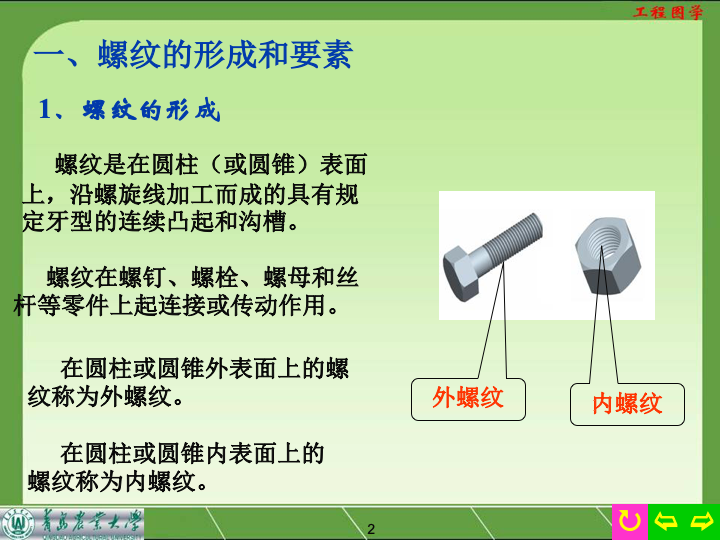 工程图学
一、螺纹的形成和要素
1、螺纹的形成
螺纹是在圆柱（或圆锥）表面
上，沿螺旋线加工而成的具有规
定牙型的连续凸起和沟槽。
螺纹在螺钉、螺栓、螺母和丝
杆等零件上起连接或传动作用。
在圆柱或圆锥外表面上的螺
纹称为外螺纹。
在圆柱或圆锥内表面上的
螺纹称为内螺纹。
外螺纹
内螺纹
青岛农业大学
2